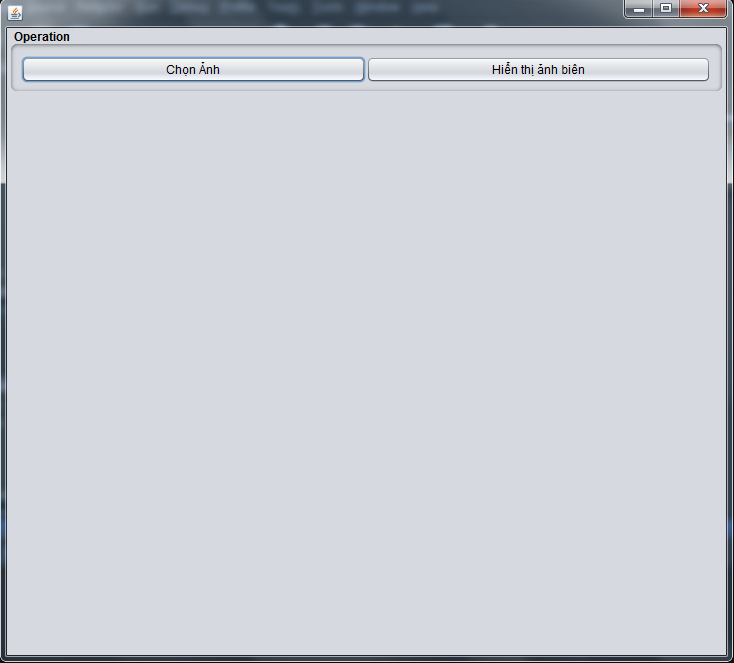 Operation
Chọn Ảnh
Hiển thị ảnh biên